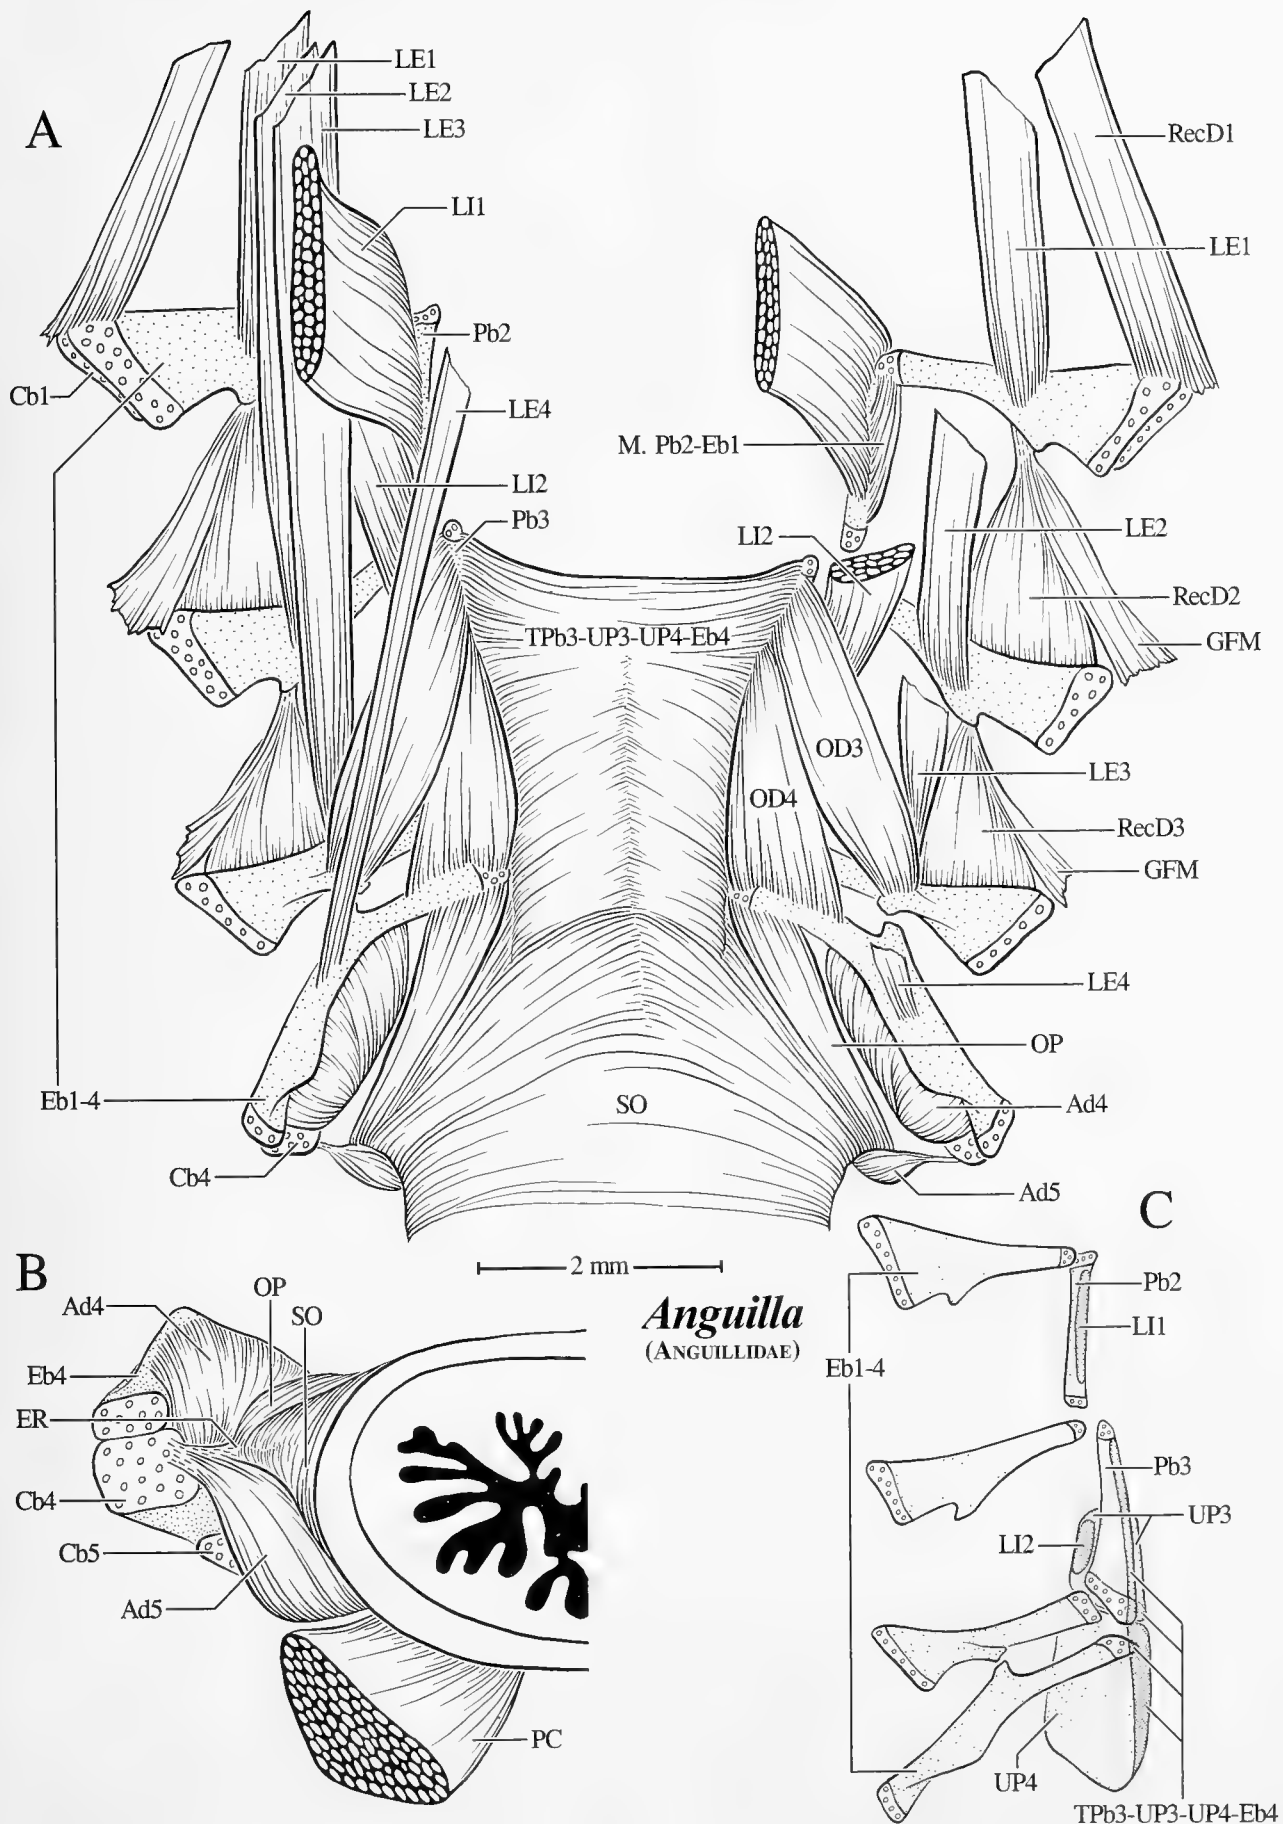 A
LE1
LE2
LE3
LI1
Pb2
Cb1
LE4
LI2
Pb3
RecD1
LE1
M. Pb2-Eb1
LI2
LE2
RecD2
GFM
TPb3-UP3-UP4-Eb4
OD3
OD4
LE3
RecD3
GFM
LE4
OP
Eb1-4
SO
Ad4
Cb4
Ad5
2 mm
Anguilla
(ANGUILLIDAE)
B
Ad4
OP
SO
Eb4
ER
Cb4
Cb5
Ad5
PC
C
Pb2
LI1
Eb1-4
Pb3
UP3
LI2
UP4
TPb3-UP3-UP4-Eb4